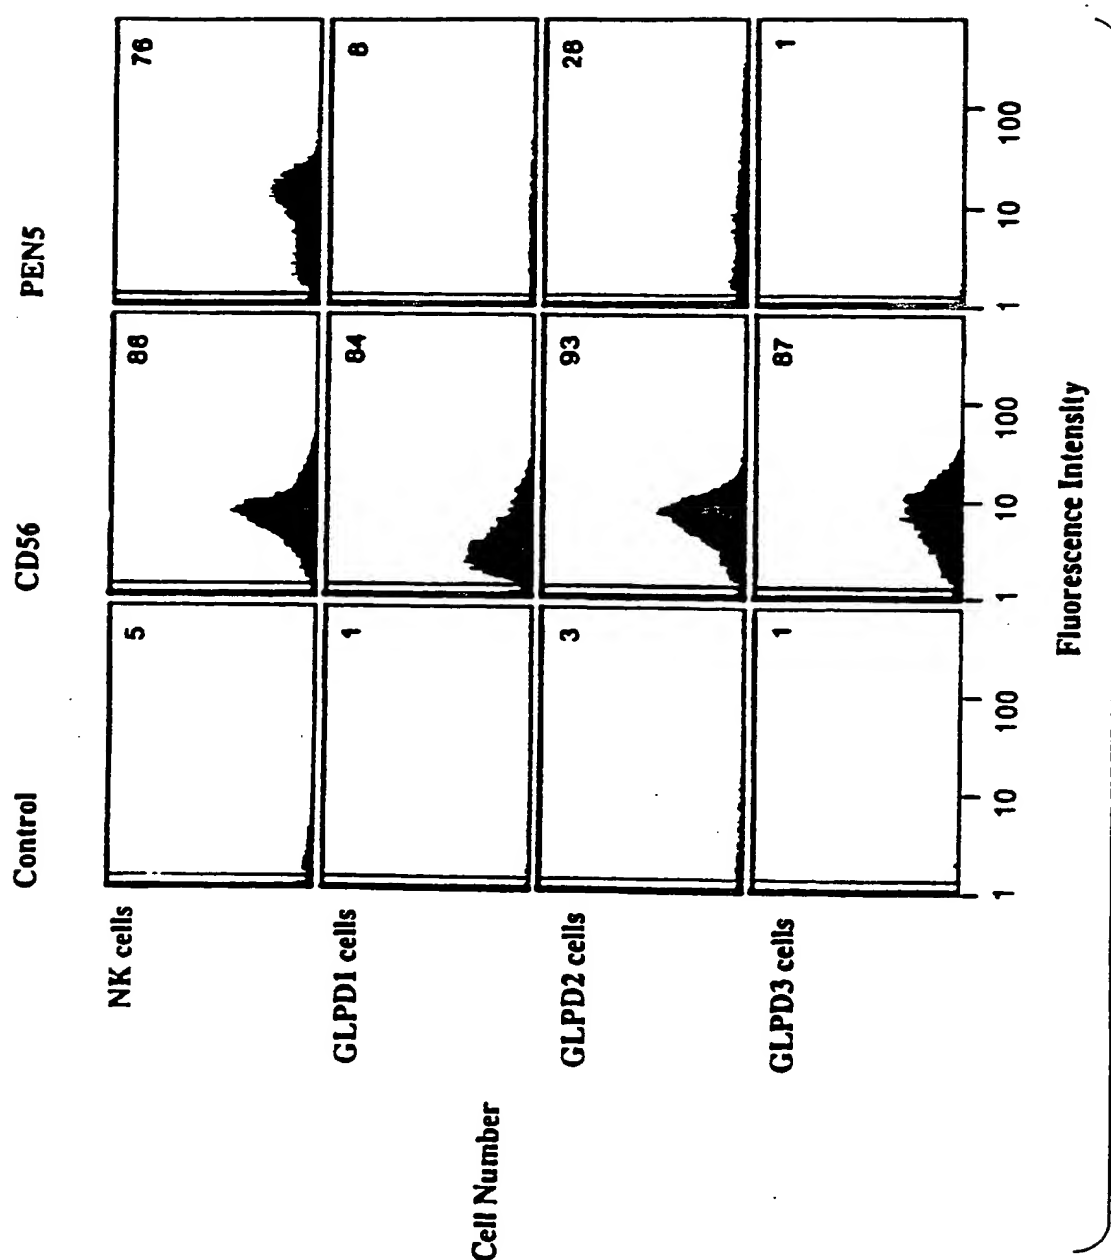 Control CD56 PEN5
NK cells 5 86 76
GLPD1 cells 1 84 8
Cell Number
GLPD2 cells 3 93 28
GLPD3 cells 1 87 1
1 10 100 1 10 100 1 10 100
Fluorescence Intensity